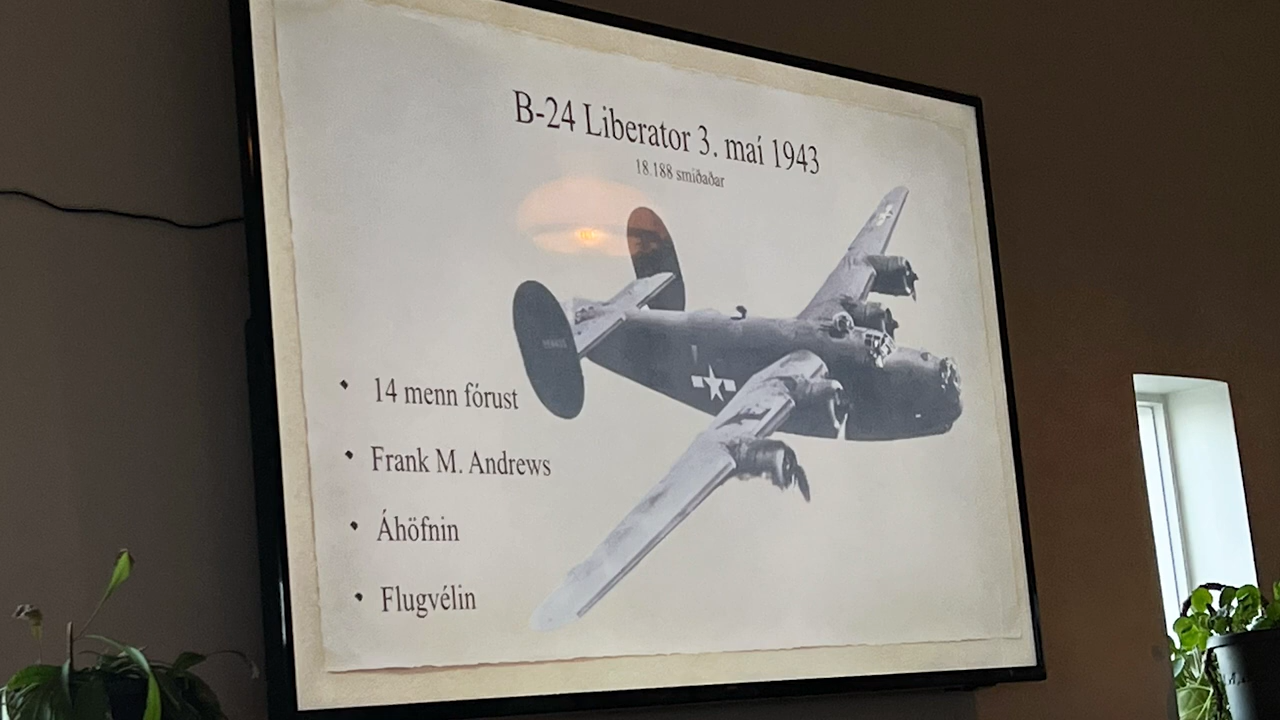 B-24 Liberator 3. maí 1943
18.188 smíðaðar
14 menn fórust
Frank M. Andrews
Áhöfnin
Flugvélin